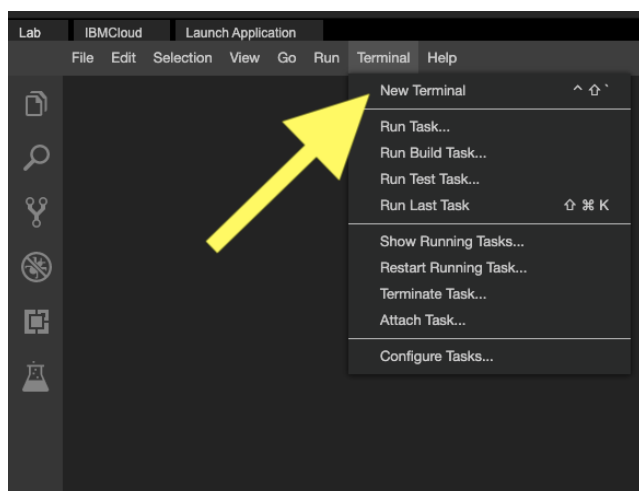 Lab IBMCloud Launch Application
File Edit Selection View Go Run Terminal Help
New Terminal ^ ⇧ `
Run Task...
Run Build Task...
Run Test Task...
Run Last Task ⇧ ⌘ K
Show Running Tasks...
Restart Running Task...
Terminate Task...
Attach Task...
Configure Tasks...